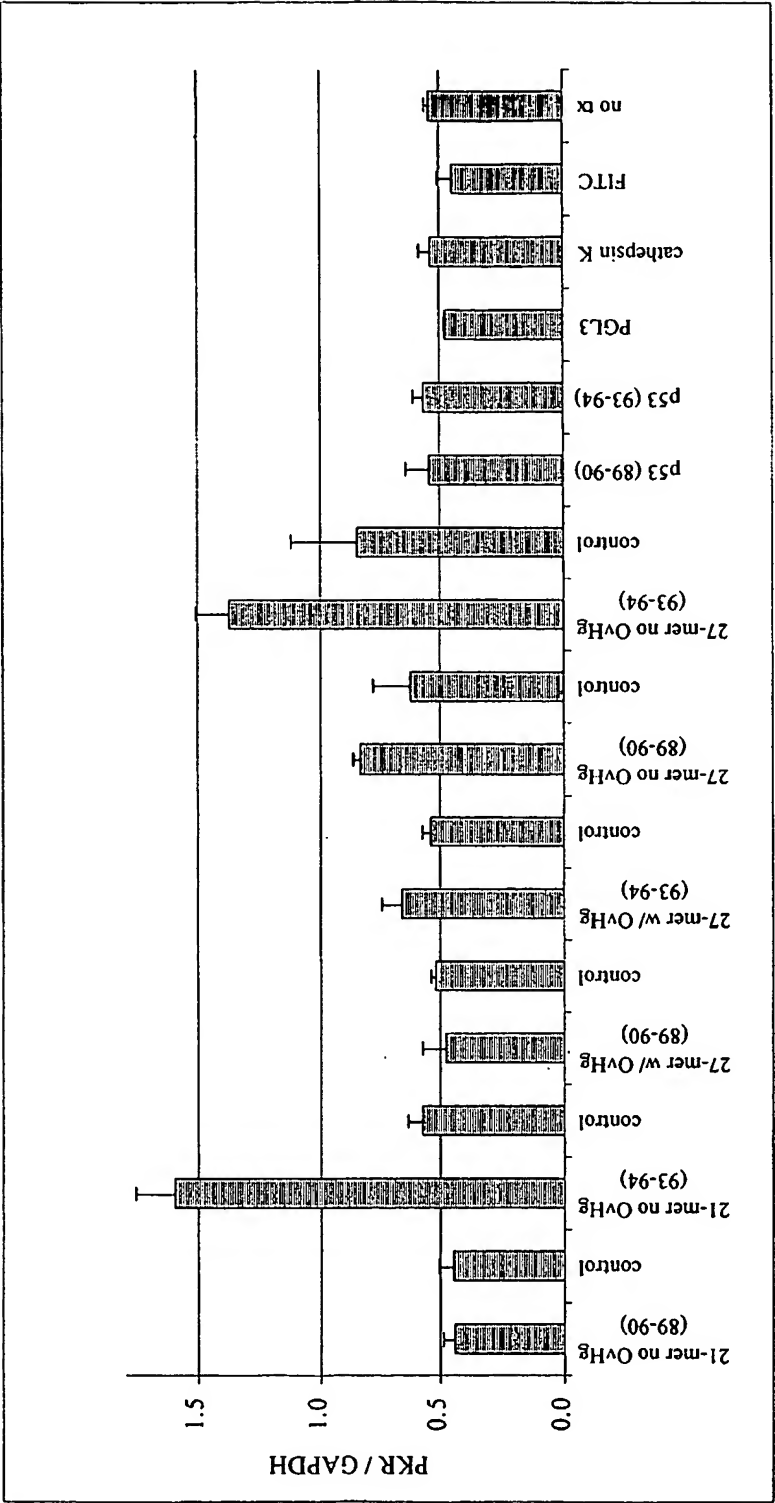 PKR / GAPDH
1.5
1.0
0.5
0.0
21-mer no OvHg
(89-90)
control
21-mer no OvHg
(93-94)
control
27-mer w/ OvHg
(89-90)
control
27-mer w/ OvHg
(93-94)
control
27-mer no OvHg
(89-90)
control
27-mer no OvHg
(93-94)
control
p53 (89-90)
p53 (93-94)
PGL3
cathepsin K
FITC
no tx